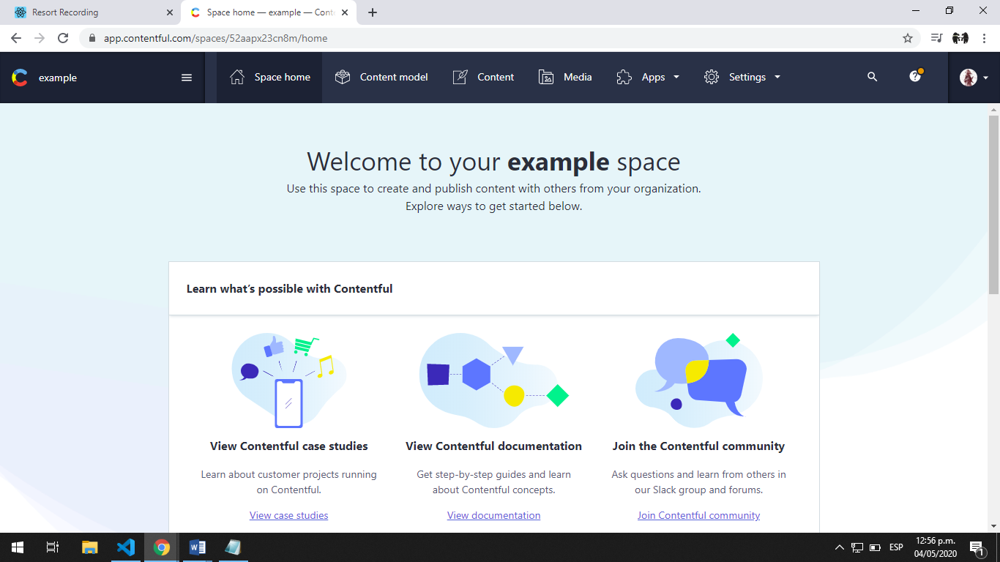 Resort Recording
Space home — example — Cont
app.contentful.com/spaces/52aapx23cn8m/home
example
Space home
Content model
Content
Media
Apps
Settings
Welcome to your example space
Use this space to create and publish content with others from your organization.
Explore ways to get started below.
Learn what's possible with Contentful
View Contentful case studies
Learn about customer projects running
on Contentful.
View case studies
View Contentful documentation
Get step-by-step guides and learn
about Contentful concepts.
View documentation
Join the Contentful community
Ask questions and learn from others in
our Slack group and forums.
Join Contentful community
ESP
12:56 p.m.
04/05/2020
1